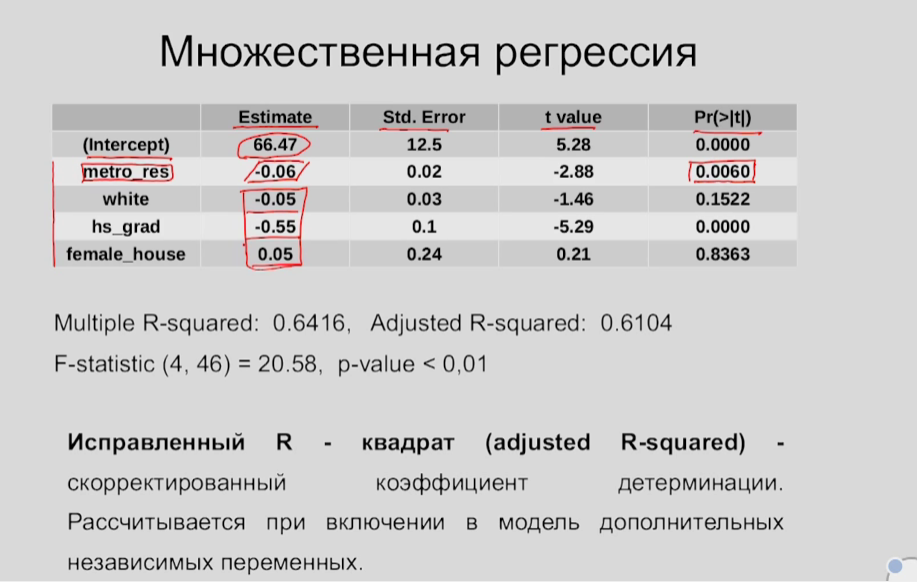 Множественная регрессия
Estimate Std. Error t value Pr(>|t|)
(Intercept) 66.47 12.5 5.28 0.0000
metro_res -0.06 0.02 -2.88 0.0060
white -0.05 0.03 -1.46 0.1522
hs_grad -0.55 0.1 -5.29 0.0000
female_house 0.05 0.24 0.21 0.8363
Multiple R-squared: 0.6416, Adjusted R-squared: 0.6104
F-statistic (4, 46) = 20.58, p-value < 0,01
Исправленный R - квадрат (adjusted R-squared) -
скорректированный коэффициент детерминации.
Рассчитывается при включении в модель дополнительных
независимых переменных.